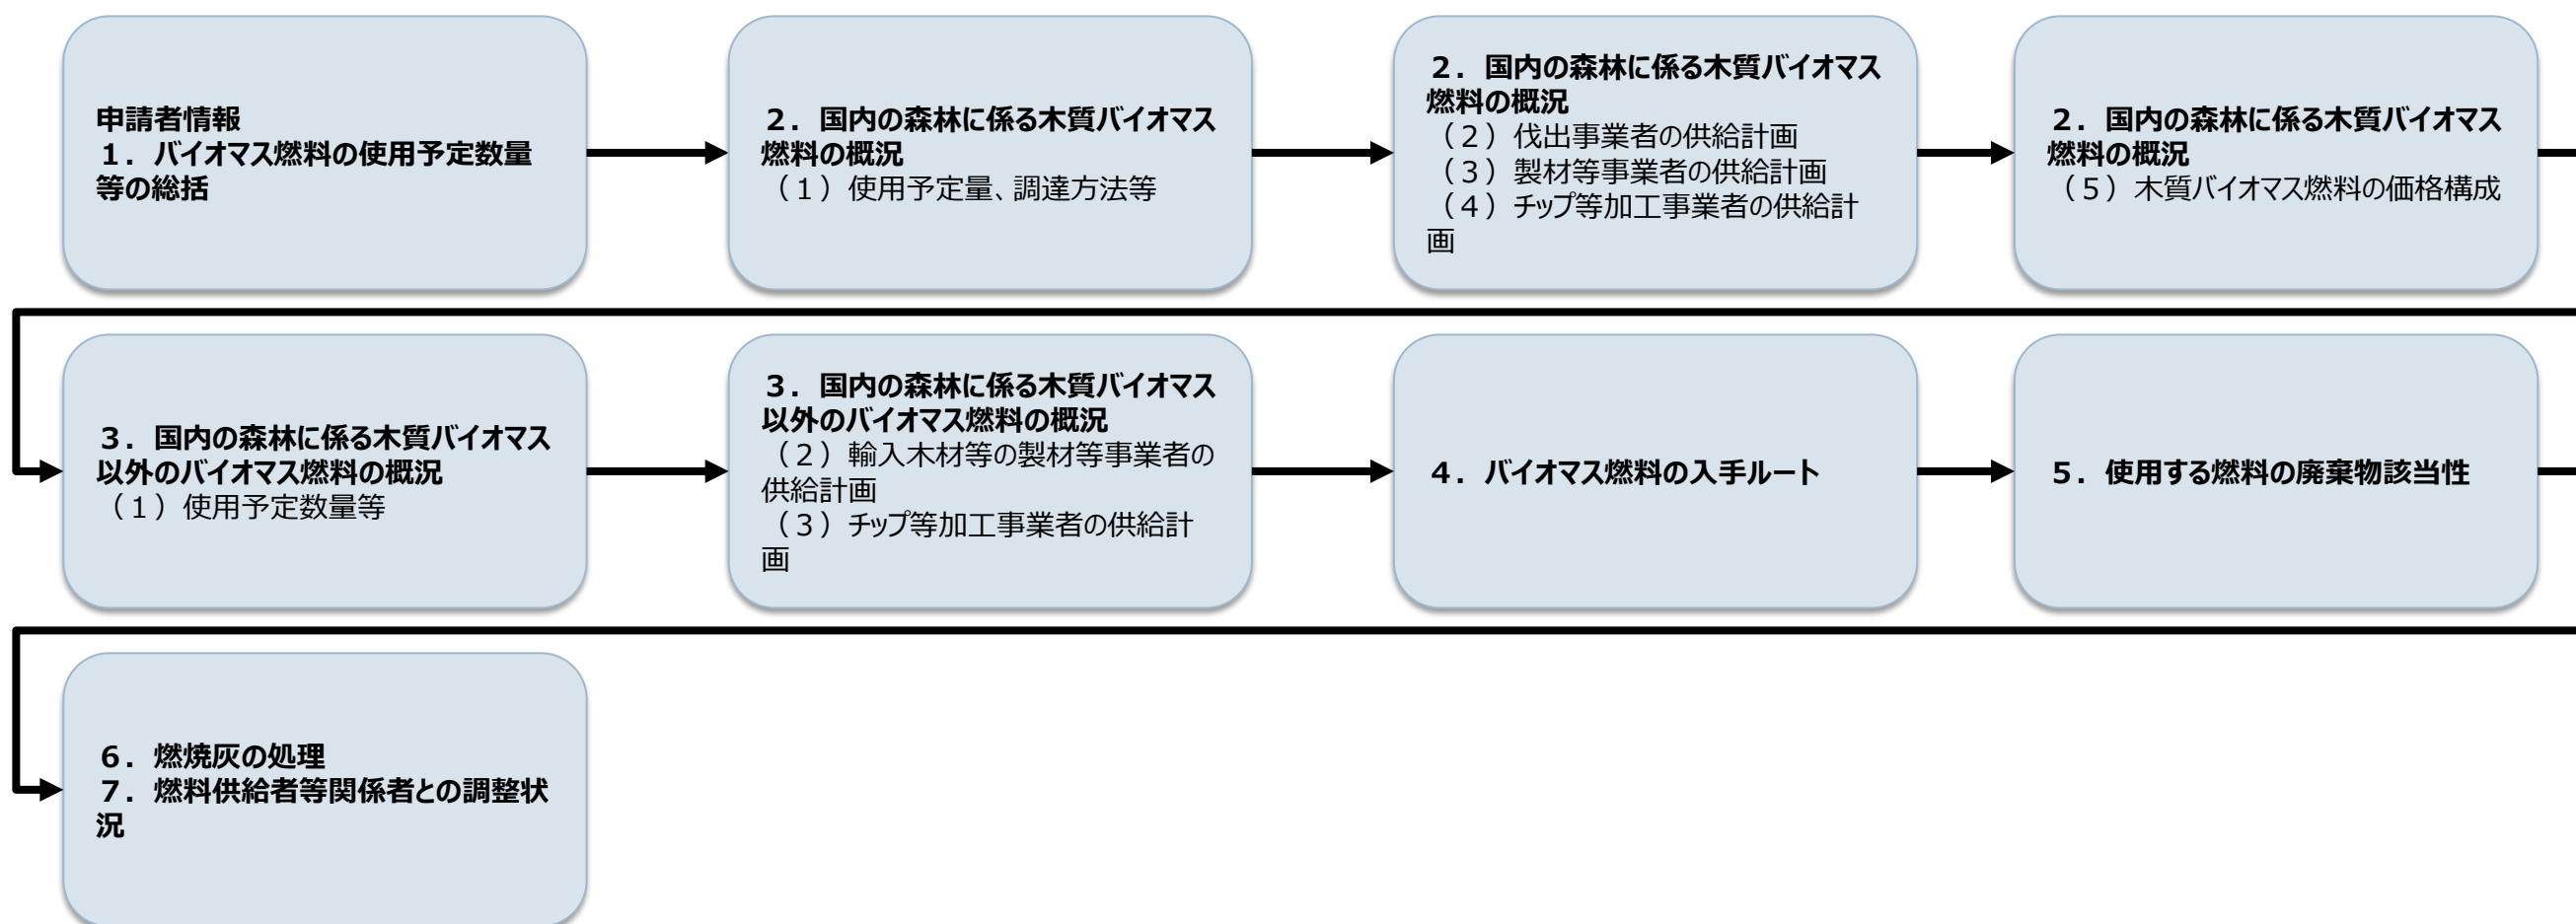 申請者情報
１．バイオマス燃料の使用予定数量
等の総括
２．国内の森林に係る木質バイオマス
燃料の概況
（１）使用予定量、調達方法等
２．国内の森林に係る木質バイオマス
燃料の概況
（２）伐出事業者の供給計画
（３）製材等事業者の供給計画
（４）チップ等加工事業者の供給計
画
２．国内の森林に係る木質バイオマス
燃料の概況
（５）木質バイオマス燃料の価格構成
３．国内の森林に係る木質バイオマス
以外のバイオマス燃料の概況
（１）使用予定数量等
３．国内の森林に係る木質バイオマス
以外のバイオマス燃料の概況
（２）輸入木材等の製材等事業者の
供給計画
（３）チップ等加工事業者の供給計
画
４．バイオマス燃料の入手ルート
５．使用する燃料の廃棄物該当性
６．燃焼灰の処理
７．燃料供給者等関係者との調整状
況